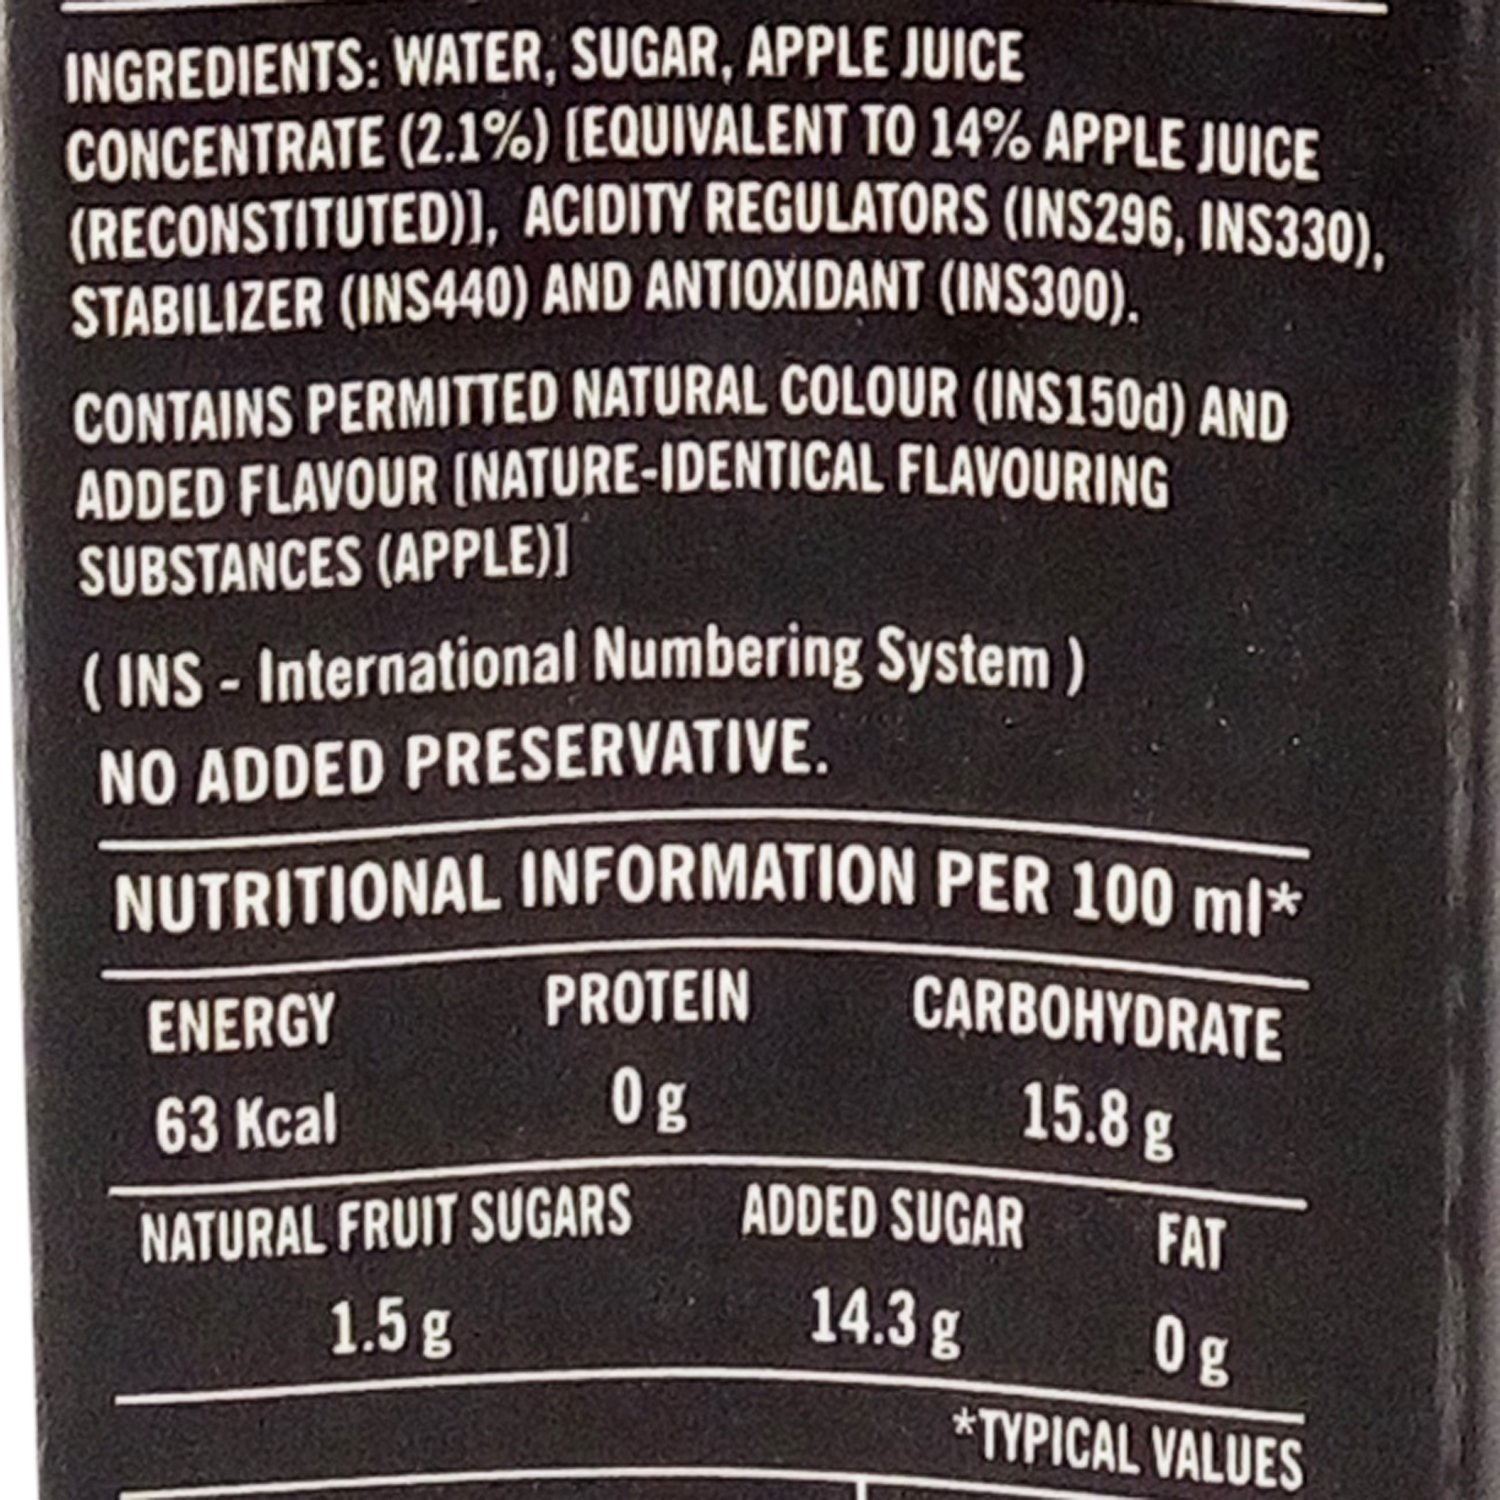 INGREDIENTS: WATER, SUGAR, APPLE JUICE
CONCENTRATE (2.1%) [EQUIVALENT TO 14% APPLE JUICE
(RECONSTITUTED)], ACIDITY REGULATORS (INS296, INS330),
STABILIZER (INS440) AND ANTIOXIDANT (INS300).
CONTAINS PERMITTED NATURAL COLOUR (INS150d) AND
ADDED FLAVOUR [NATURE-IDENTICAL FLAVOURING
SUBSTANCES (APPLE)]
( INS - International Numbering System )
NO ADDED PRESERVATIVE.
NUTRITIONAL INFORMATION PER 100 ml*
ENERGY PROTEIN CARBOHYDRATE
63 Kcal 0 g 15.8 g
NATURAL FRUIT SUGARS ADDED SUGAR FAT
1.5 g 14.3 g 0 g
*TYPICAL VALUES